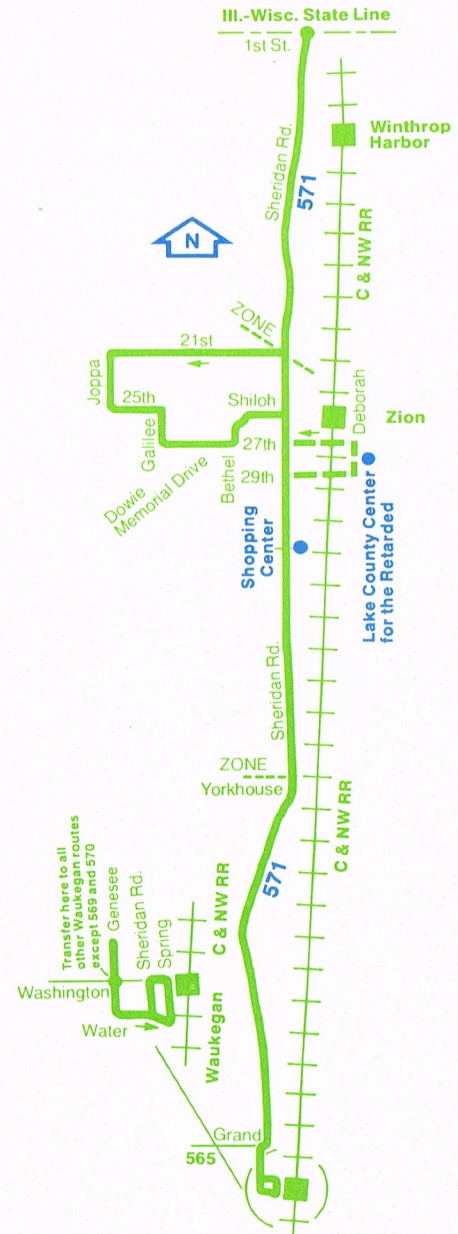 Ill.-Wisc. State Line
1st St.
Winthrop
Harbor
Sheridan Rd.
571
C & NW RR
N
ZONE
21st
Joppa
25th
Shiloh
Galilee
27th
Deborah
Zion
Dowie
Memorial Drive
Bethel
29th
Shopping
Center
Lake County Center
for the Retarded
Sheridan Rd.
ZONE
Yorkhouse
571
C & NW RR
Transfer here to all
other Waukegan routes
except 569 and 570
Genesee
Sheridan Rd.
Spring
C & NW RR
Washington
Water
Waukegan
Grand
565